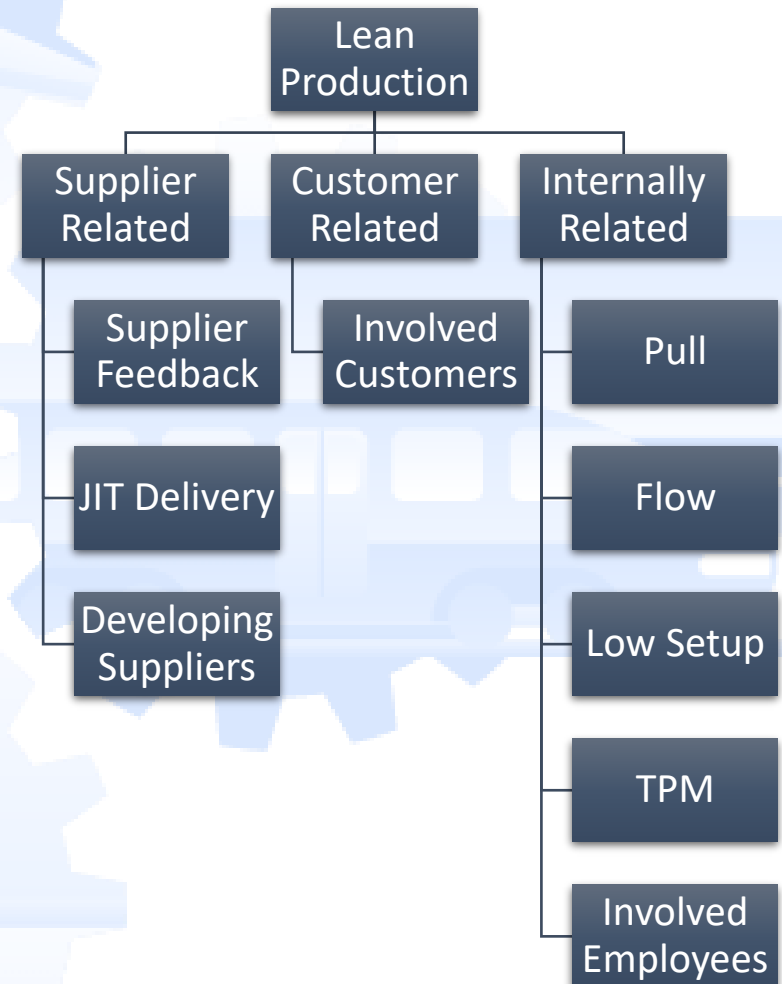 Lean
Production
Supplier
Related
Customer
Related
Internally
Related
Supplier
Feedback
JIT Delivery
Developing
Suppliers
Involved
Customers
Pull
Flow
Low Setup
TPM
Involved
Employees